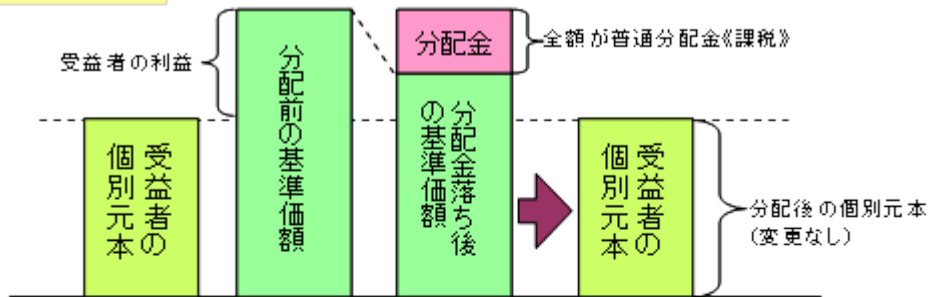 受益者の利益
分配前の基準価額
分配金
全額が普通分配金《課税》
分配金落ち後
の基準価額
受益者の
個別元本
受益者の
個別元本
分配後の個別元本
(変更なし)